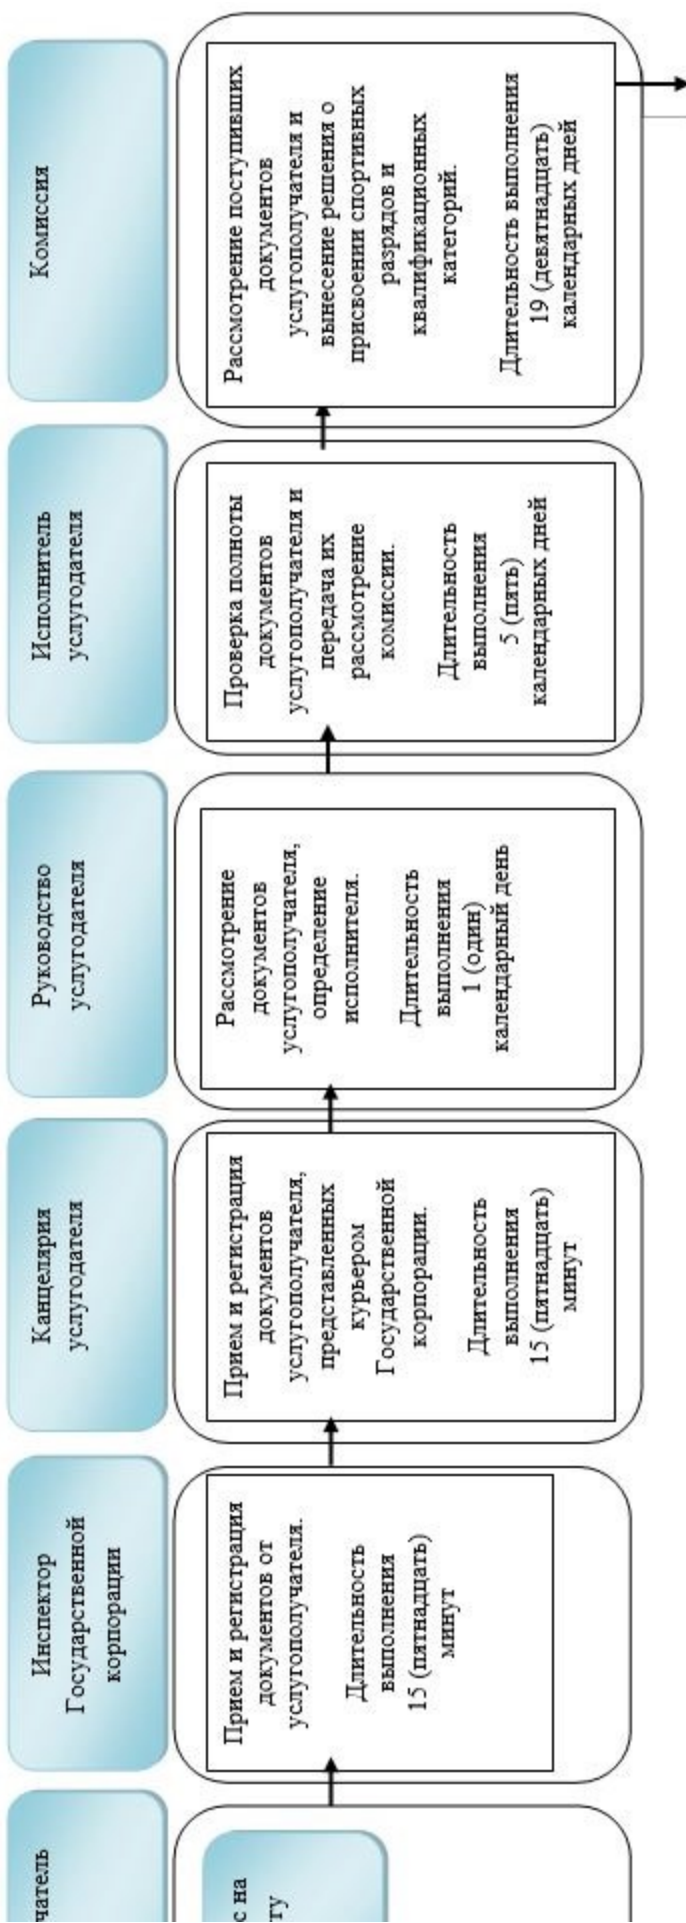 Инспектор
Государственной
корпорации
Канцелярия
услугодателя
Руководство
услугодателя
Исполнитель
услугодателя
Комиссия
Прием и регистрация
документов от
услугополучателя.
Длительность
выполнения
15 (пятнадцать)
минут
Прием и регистрация
документов
услугополучателя,
представленных
курьером
Государственной
корпорации.
Длительность
выполнения
15 (пятнадцать)
минут
Рассмотрение
документов
услугополучателя,
определение
исполнителя.
Длительность
выполнения
1 (один)
календарный день
Проверка полноты
документов
услугополучателя и
передача их
рассмотрение
комиссии.
Длительность
выполнения
5 (пять)
календарных дней
Рассмотрение поступивших
документов
услугополучателя и
вынесение решения о
присвоении спортивных
разрядов и
квалификационных
категорий.
Длительность выполнения
19 (девятнадцать)
календарных дней